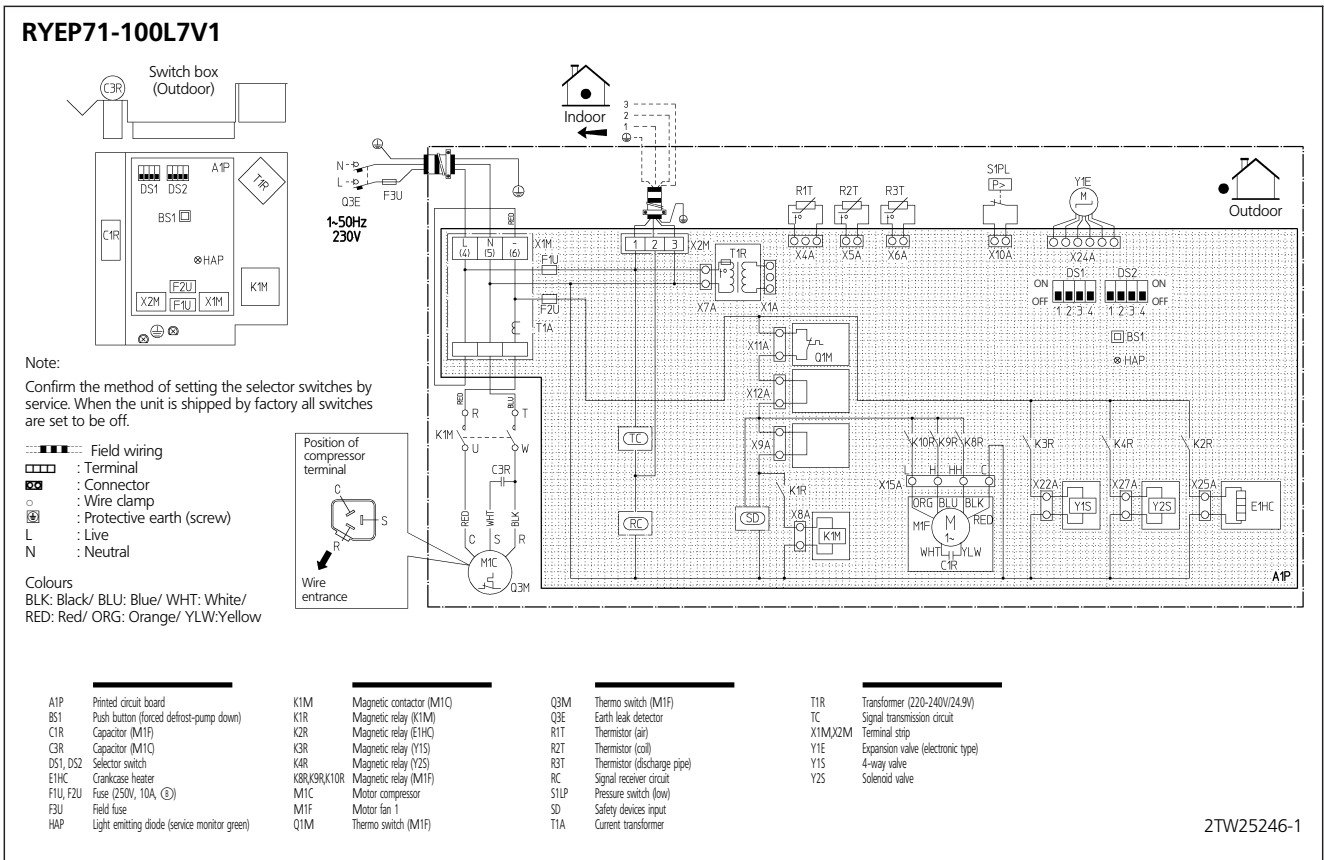 RYEP71-100L7V1
Switch box
(Outdoor)
C3R
A1P
DS1 DS2
T1R
BS1
C1R
HAP
F2U
X2M F1U X1M
K1M
Indoor
3
2
1
N
L
Q3E
F3U
1~50Hz
230V
RED
L N -
(4) (5) (6)
X1M
1 2 3
X2M
F1U
F2U
T1A
T1R
X7A
X1A
R1T
R2T
R3T
X4A
X5A
X6A
S1PL
P>
X10A
Y1E
M
X24A
Outdoor
DS1
DS2
ON
OFF
1 2 3 4
1 2 3 4
ON
OFF
BS1
HAP
X11A
Q1M
X12A
X9A
RED
BLU
R
T
K1M
U
W
C3R
RED
WHT
BLK
C S R
M1C
Q3M
TC
RC
SD
K1R
X8A
K1M
K10R K9R K8R
L H HH C
X15A
ORG BLU BLK
RED
M1F
M
1~
WHT YLW
C1R
K3R
X22A
Y1S
K4R
X27A
Y2S
K2R
X25A
E1HC
A1P
Position of
compressor
terminal
C
S
R
Wire
entrance
Note:
Confirm the method of setting the selector switches by
service. When the unit is shipped by factory all switches
are set to be off.
Field wiring
: Terminal
: Connector
: Wire clamp
: Protective earth (screw)
L : Live
N : Neutral
Colours
BLK: Black/ BLU: Blue/ WHT: White/
RED: Red/ ORG: Orange/ YLW:Yellow
A1P Printed circuit board
BS1 Push button (forced defrost-pump down)
C1R Capacitor (M1F)
C3R Capacitor (M1C)
DS1, DS2 Selector switch
E1HC Crankcase heater
F1U, F2U Fuse (250V, 10A, ⑧)
F3U Field fuse
HAP Light emitting diode (service monitor green)
K1M Magnetic contactor (M1C)
K1R Magnetic relay (K1M)
K2R Magnetic relay (E1HC)
K3R Magnetic relay (Y1S)
K4R Magnetic relay (Y2S)
K8R,K9R,K10R Magnetic relay (M1F)
M1C Motor compressor
M1F Motor fan 1
Q1M Thermo switch (M1F)
Q3M Thermo switch (M1F)
Q3E Earth leak detector
R1T Thermistor (air)
R2T Thermistor (coil)
R3T Thermistor (discharge pipe)
RC Signal receiver circuit
S1LP Pressure switch (low)
SD Safety devices input
T1A Current transformer
T1R Transformer (220-240V/24.9V)
TC Signal transmission circuit
X1M,X2M Terminal strip
Y1E Expansion valve (electronic type)
Y1S 4-way valve
Y2S Solenoid valve
2TW25246-1